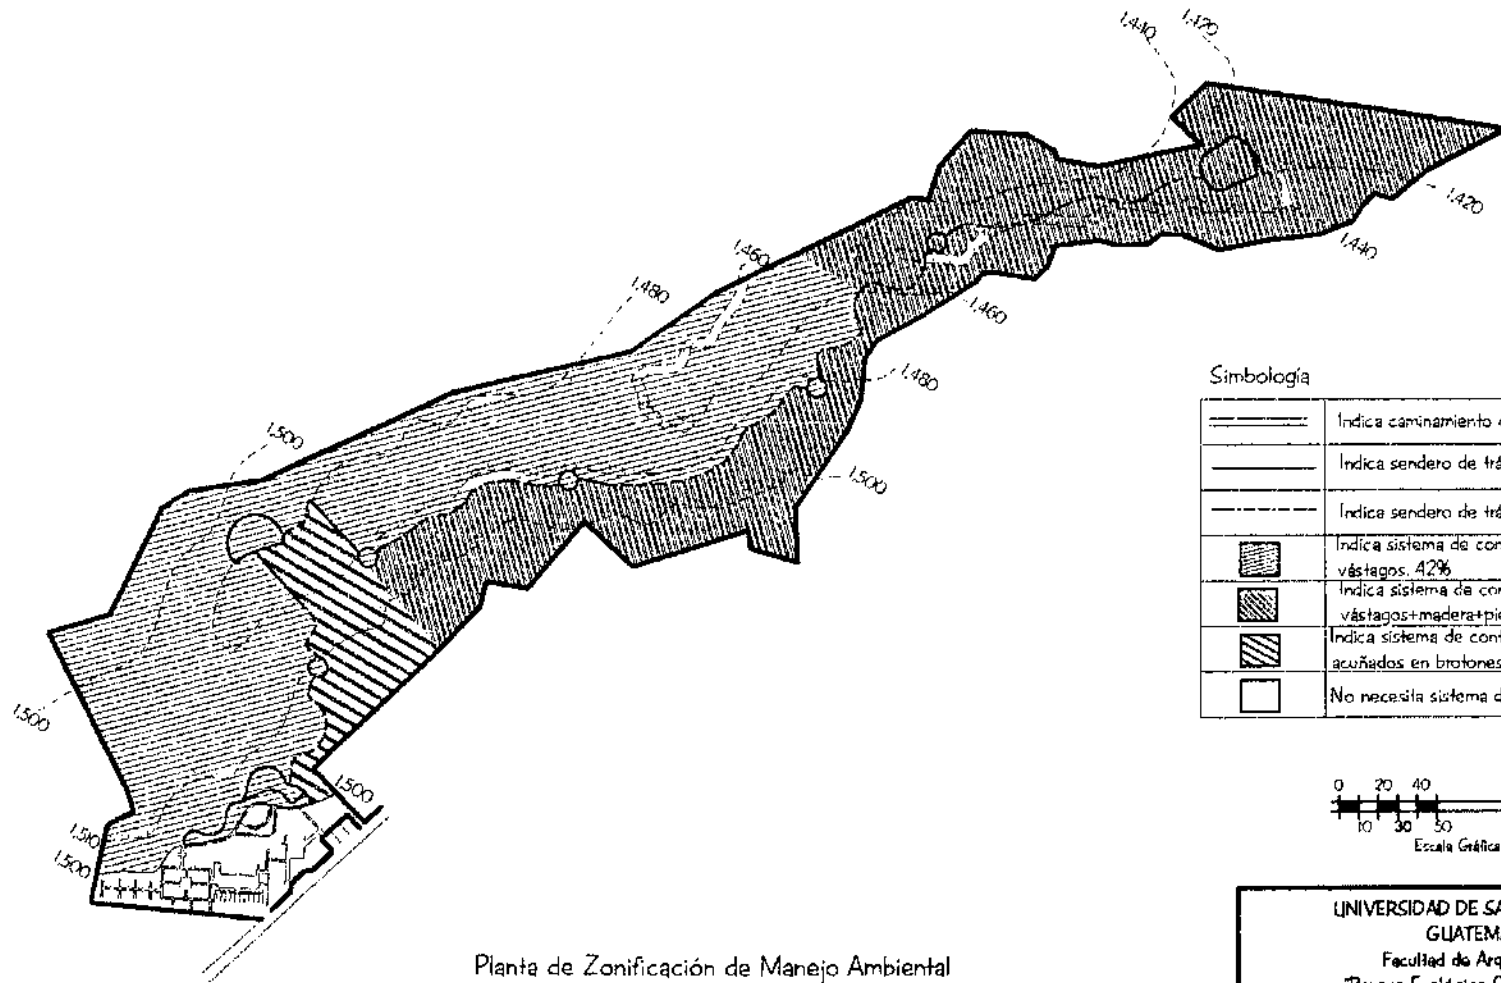 1,420
1,440
1,420
1,440
1,460
1,460
1,480
1,480
1,500
1,500
1,500
1,500
1,510
1,500
Simbología
Indica caminamiento
Indica sendero de
Indica sendero de
Indica sistema de
vástagos. 42%
Indica sistema de
vástagos+madera+
Indica sistema de
acuñados en brotones
No necesita sistema
0 20 40
10 30 50
Escala Gráfica
Planta de Zonificación de Manejo Ambiental
UNIVERSIDAD DE
Facultad de